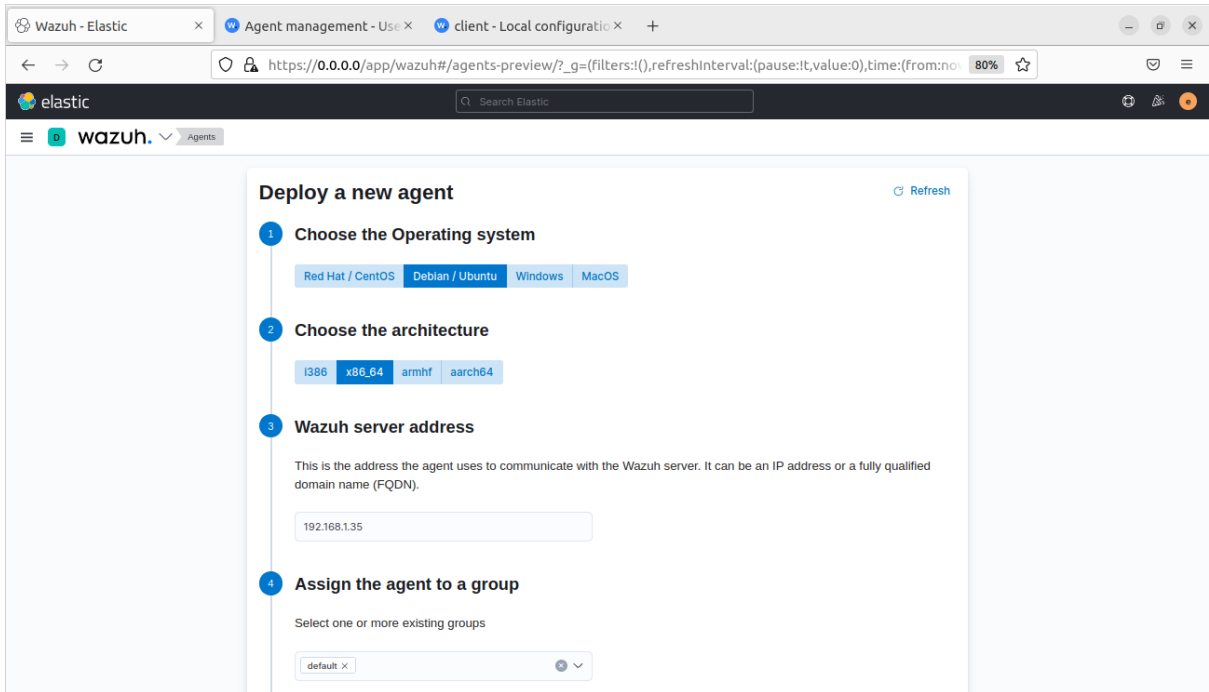 Wazuh - Elastic
Agent management - Use
client - Local configuratio
https://0.0.0.0/app/wazuh#/agents-preview/?_g=(filters:!(),refreshInterval:(pause:!t,value:0),time:(from:nov
80%
elastic
Search Elastic
e
D
wazuh.
Agents
Deploy a new agent
Refresh
1
Choose the Operating system
Red Hat / CentOS
Debian / Ubuntu
Windows
MacOS
2
Choose the architecture
i386
x86_64
armhf
aarch64
3
Wazuh server address
This is the address the agent uses to communicate with the Wazuh server. It can be an IP address or a fully qualified
domain name (FQDN).
192.168.1.35
4
Assign the agent to a group
Select one or more existing groups
default